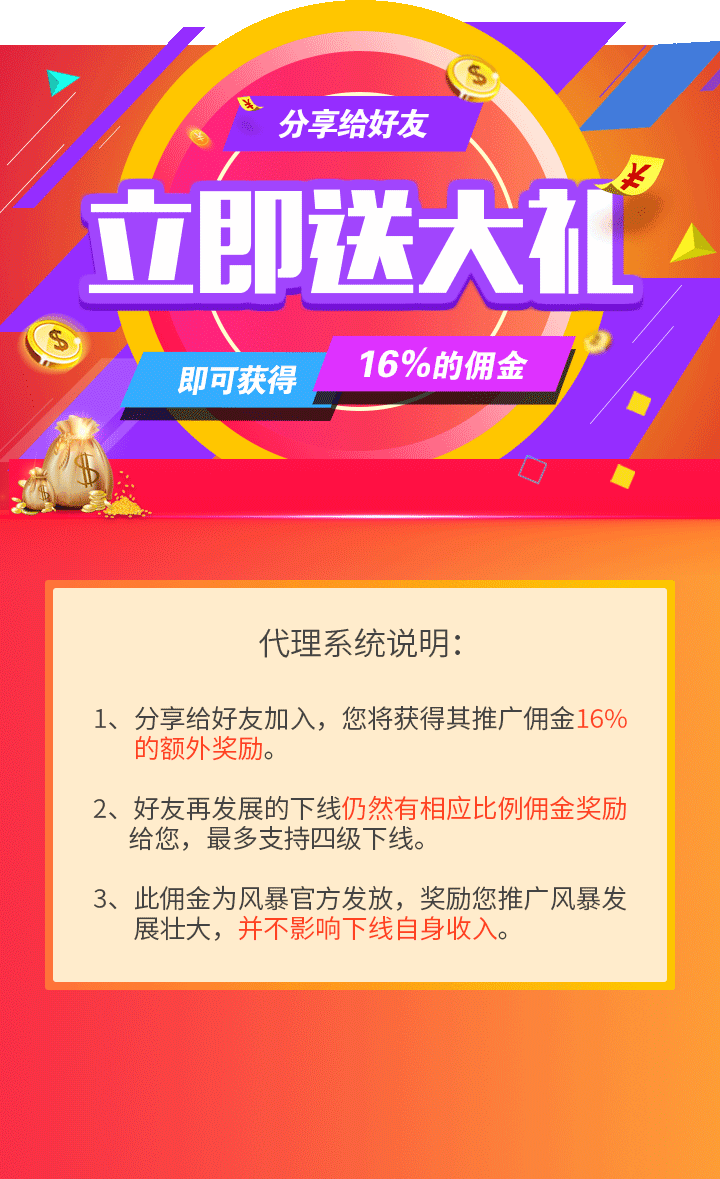 分享给好友
立即送大礼
即可获得
16%的佣金
代理系统说明：
1、分享给好友加入，您将获得其推广佣金16%
的额外奖励。
2、好友再发展的下线仍然有相应比例佣金奖励
给您，最多支持四级下线。
3、此佣金为风暴官方发放，奖励您推广风暴发
展壮大，并不影响下线自身收入。